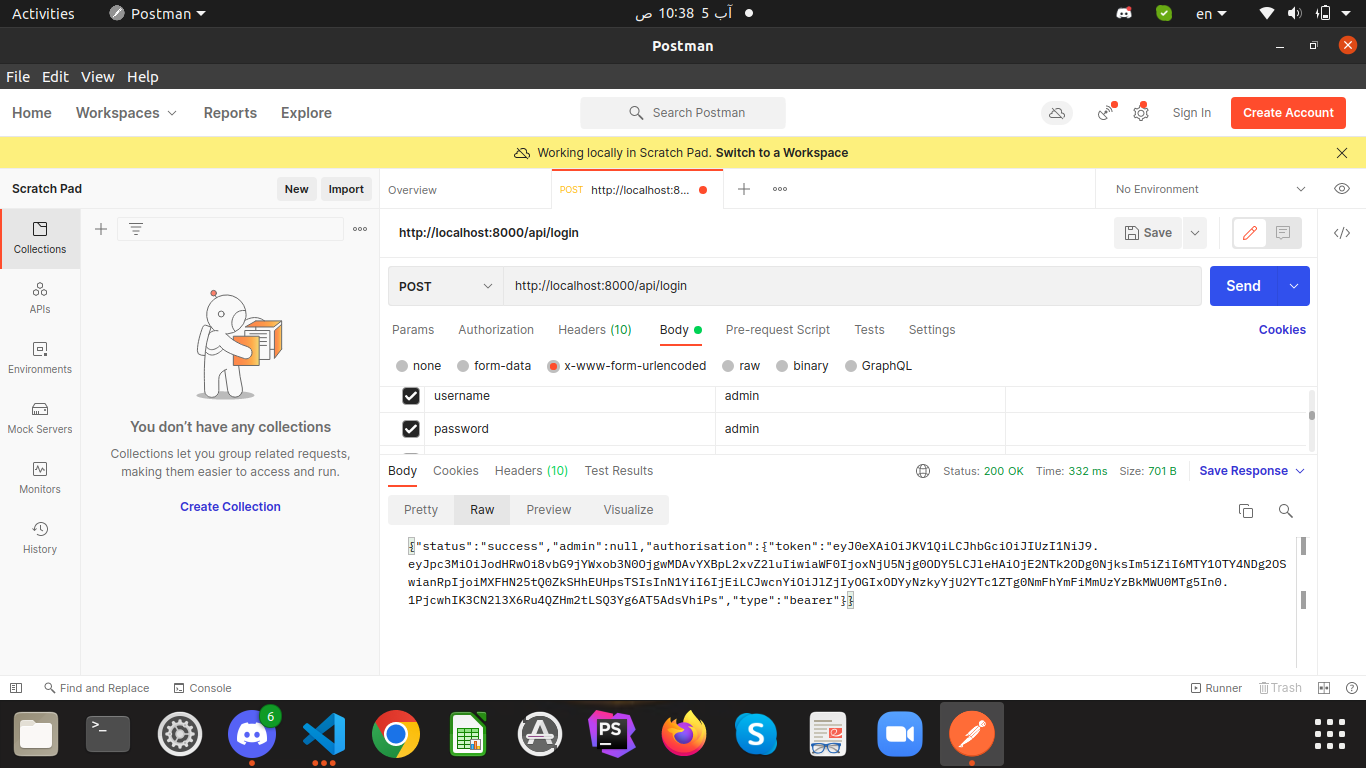 Activities
Postman
آب 5 10:38 ص
en
Postman
File Edit View Help
Home
Workspaces
Reports
Explore
Search Postman
Sign In
Create Account
Working locally in Scratch Pad. Switch to a Workspace
Scratch Pad
New
Import
Overview
POST http://localhost:8...
No Environment
Collections
APIs
Environments
Mock Servers
Monitors
History
You don't have any collections
Collections let you group related requests,
making them easier to access and run.
Create Collection
http://localhost:8000/api/login
Save
POST
http://localhost:8000/api/login
Send
Params
Authorization
Headers (10)
Body
Pre-request Script
Tests
Settings
Cookies
none
form-data
x-www-form-urlencoded
raw
binary
GraphQL
username admin
password admin
Body
Cookies
Headers (10)
Test Results
Status: 200 OK
Time: 332 ms
Size: 701 B
Save Response
Pretty
Raw
Preview
Visualize
{"status":"success","admin":null,"authorisation":{"token":"eyJ0eXAiOiJKV1QiLCJhbGciOiJIUzI1NiJ9.
eyJpc3MiOiJodHRwOi8vbG9jYWxob3N0OjgwMDAvYXBpL2xvZ2luIiwiaWF0IjoxNjU5Njg0ODY5LCJleHAiOjE2NTk2ODg0NjksIm5iZiI6MTY1OTY4NDg2OS
wianRpIjoiMXFHN25tQ0ZkSHhEUHpsTSIsInN1YiI6IjEiLCJwcnYiOiJlZjIyOGIxODYyNzkyYjU2YTc1ZTg0NmFhYmFiMmUzYzBkMWU0MTg5In0.
1PjcwhIK3CN2l3X6Ru4QZHm2tLSQ3Yg6AT5AdsVhiPs","type":"bearer"}}
Find and Replace
Console
Runner
Trash
6
PS